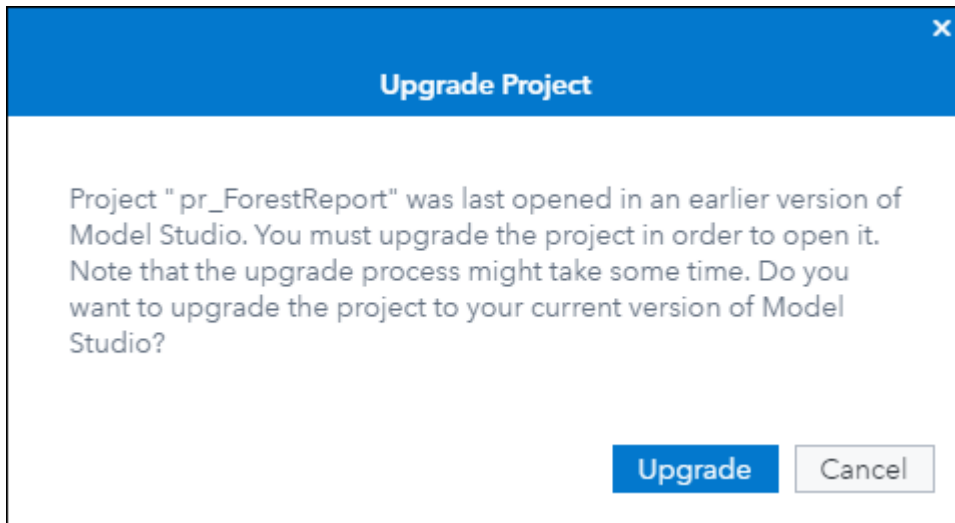 Upgrade Project
Project "pr_ForestReport" was last opened in an earlier version of
Model Studio. You must upgrade the project in order to open it.
Note that the upgrade process might take some time. Do you
want to upgrade the project to your current version of Model
Studio?
Upgrade
Cancel